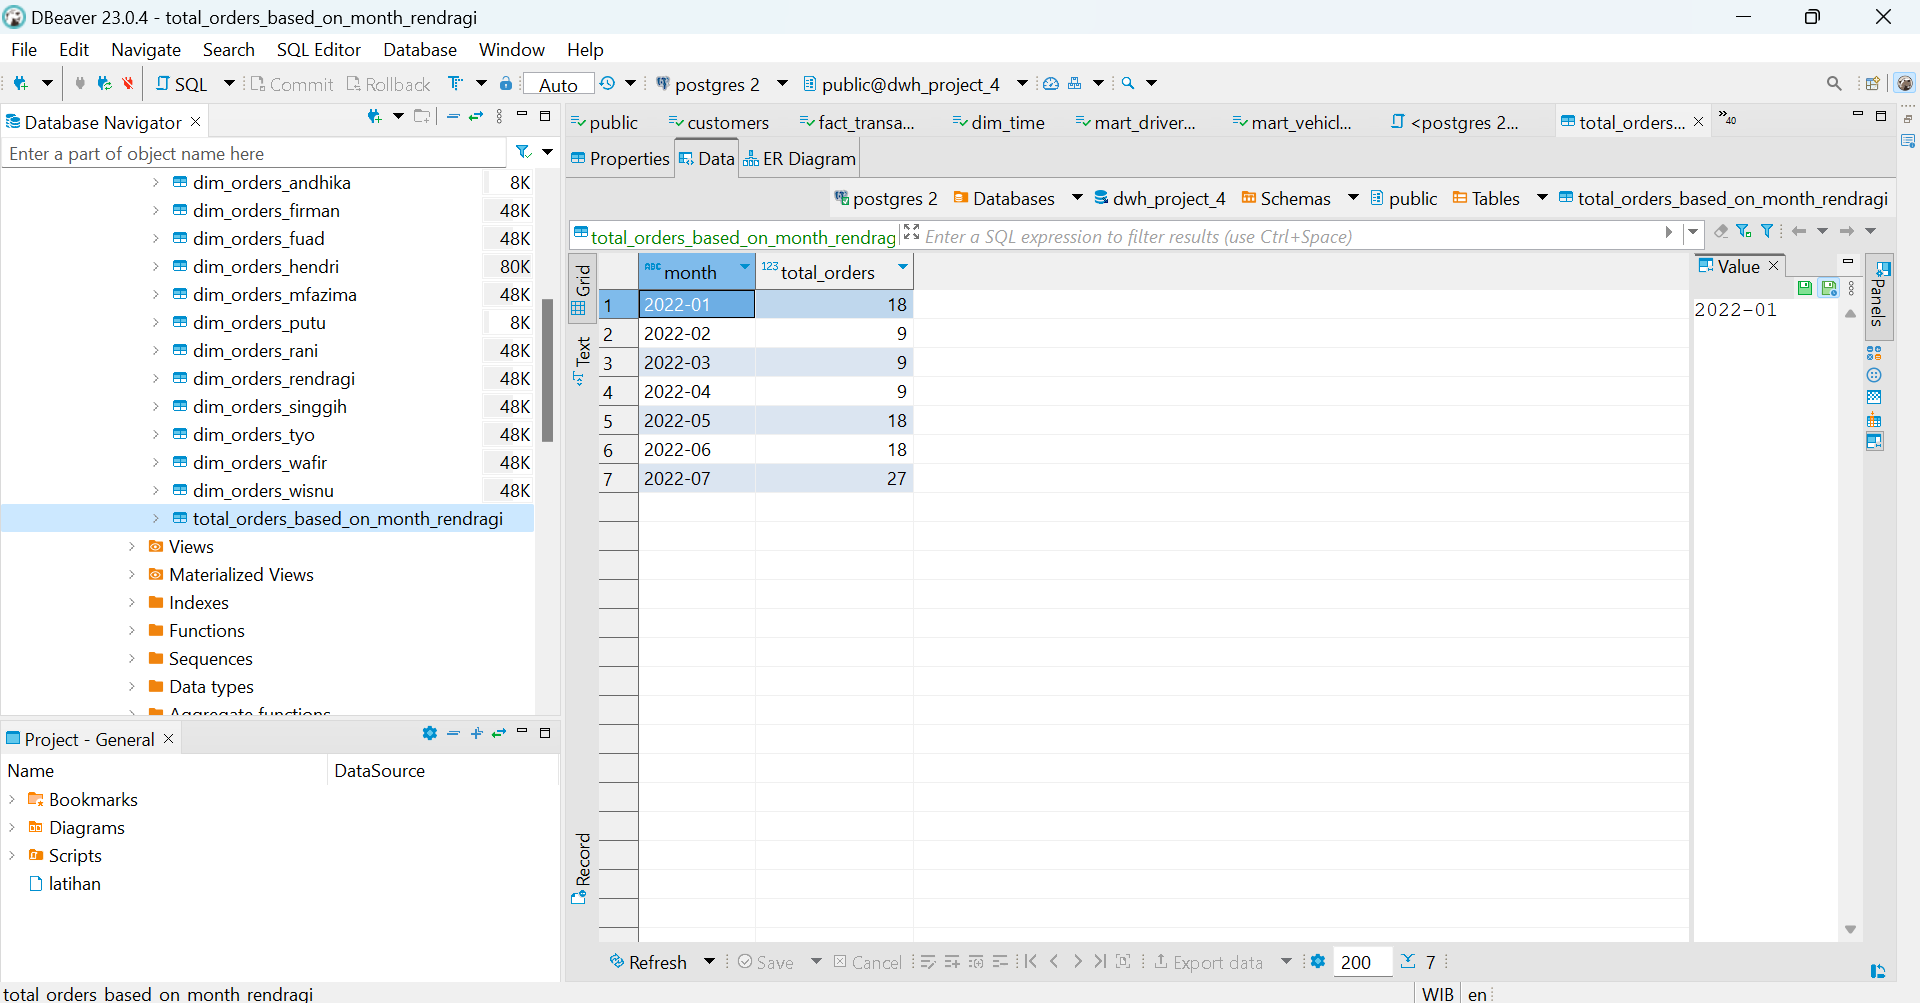 DBeaver 23.0.4 - total_orders_based_on_month_rendragi
File Edit Navigate Search SQL Editor Database Window Help
SQL Commit Rollback Auto postgres 2 public@dwh_project_4
Database Navigator
Enter a part of object name here
dim_orders_andhika 8K
dim_orders_firman 48K
dim_orders_fuad 48K
dim_orders_hendri 80K
dim_orders_mfazima 48K
dim_orders_putu 8K
dim_orders_rani 48K
dim_orders_rendragi 48K
dim_orders_singgih 48K
dim_orders_tyo 48K
dim_orders_wafir 48K
dim_orders_wisnu 48K
total_orders_based_on_month_rendragi
Views
Materialized Views
Indexes
Functions
Sequences
Data types
Aggregate functions
Project - General
Name DataSource
Bookmarks
Diagrams
Scripts
latihan
public customers fact_transa... dim_time mart_driver... mart_vehicl... <postgres 2... total_orders... »40
Properties Data ER Diagram
postgres 2 Databases dwh_project_4 Schemas public Tables total_orders_based_on_month_rendragi
total_orders_based_on_month_rendrag Enter a SQL expression to filter results (use Ctrl+Space)
Grid
Text
Record
ABC month 123 total_orders
1 2022-01 18
2 2022-02 9
3 2022-03 9
4 2022-04 9
5 2022-05 18
6 2022-06 18
7 2022-07 27
Value
2022-01
Panels
Refresh Save Cancel Export data 200 7
total_orders_based_on_month_rendragi WIB en